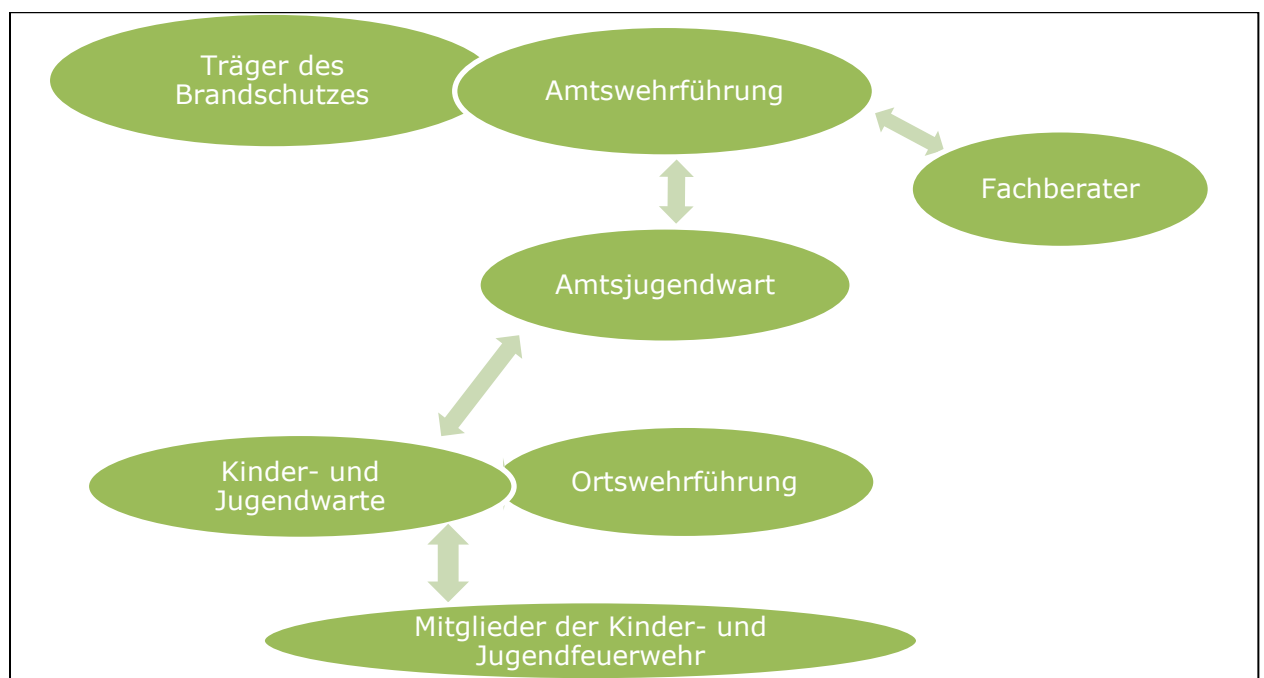 Träger des
Brandschutzes
Amtswehrführung
Fachberater
Amtsjugendwart
Kinder- und
Jugendwarte
Ortswehrführung
Mitglieder der Kinder- und
Jugendfeuerwehr